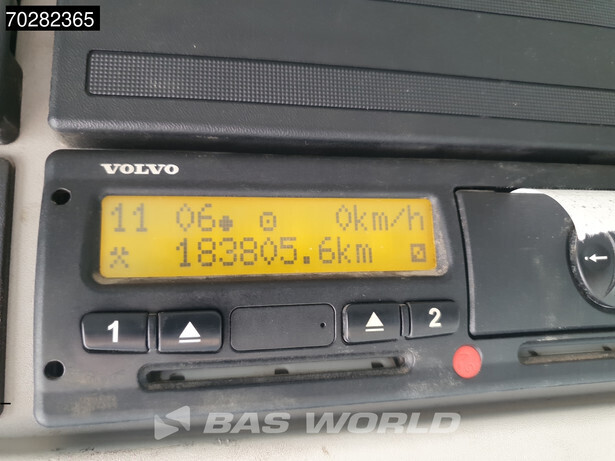 70282365
VOLVO
11 06 0km/h
183805.6km
1 2
BAS WORLD